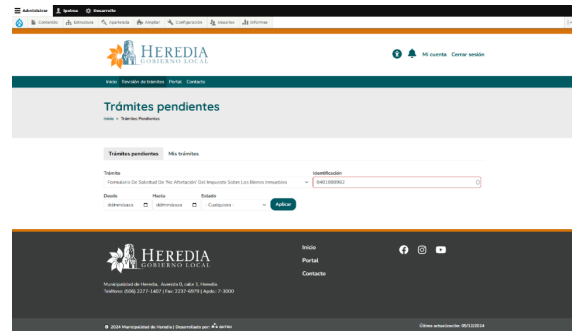 Administrar Ipalma Desarrollo
Contenido Estructura Apariencia Ampliar Configuración Usuarios Informes
HEREDIA
GOBIERNO LOCAL
Mi cuenta Cerrar sesión
Inicio Revisión de trámites Portal Contacto
Trámites pendientes
Inicio » Trámites Pendientes
Trámites pendientes Mis trámites
Trámite Identificación
Formulario De Solicitud De 'No Afectación' Del Impuesto Sobre Los Bienes Inmuebles
Desde Hasta Estado
dd/mm/aaaa dd/mm/aaaa - Cualquiera - Aplicar
HEREDIA
GOBIERNO LOCAL
Inicio
Portal
Contacto
Municipalidad de Heredia, Avenida 0, calle 1, Heredia
Teléfono: (506) 2277-1407 | Fax: 2237-6979 | Apdo.: 7-3000
© 2024 Municipalidad de Heredia | Desarrollado por:
Última actualización: 05/12/2024